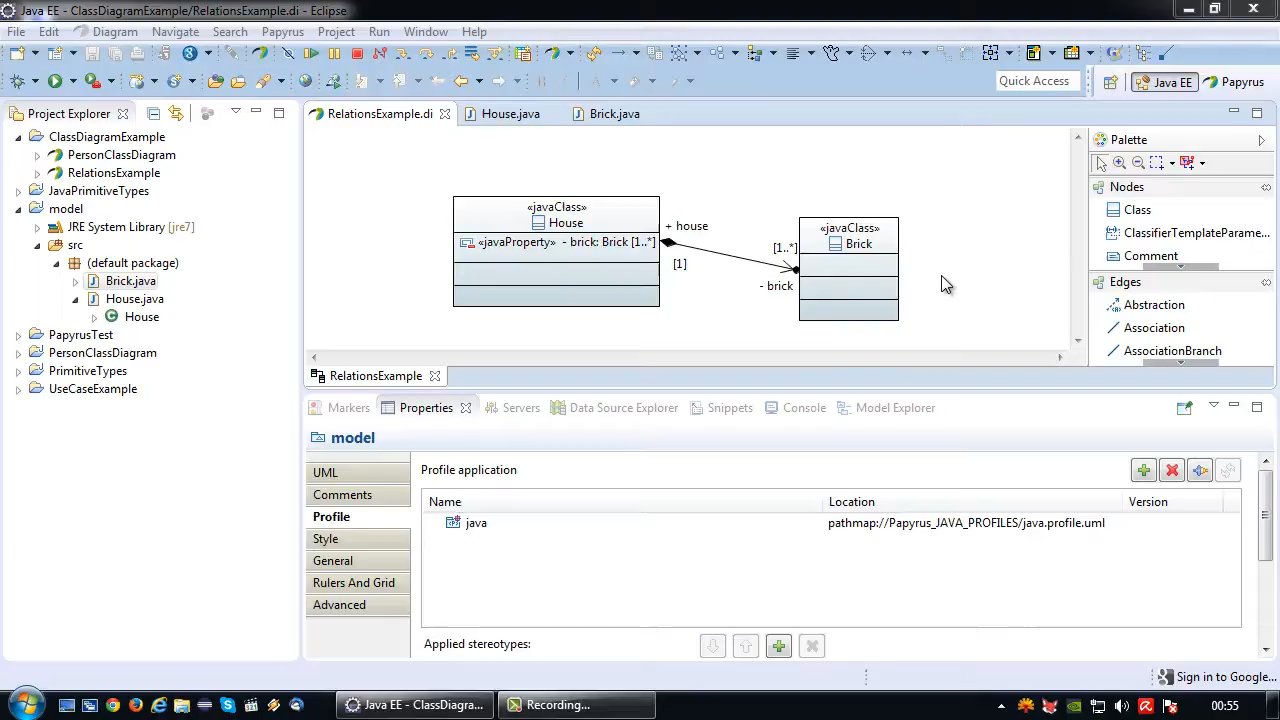 Java EE - ClassDiagramExample/RelationsExample.di - Eclipse
File Edit Diagram Navigate Search Papyrus Project Run Window Help
Quick Access
Java EE
Papyrus
Project Explorer
ClassDiagramExample
PersonClassDiagram
RelationsExample
JavaPrimitiveTypes
model
JRE System Library [jre7]
src
(default package)
Brick.java
House.java
House
PapyrusTest
PersonClassDiagram
PrimitiveTypes
UseCaseExample
RelationsExample.di
House.java
Brick.java
«javaClass»
House
«javaProperty» - brick: Brick [1..*]
+ house
[1]
[1..*]
- brick
«javaClass»
Brick
Palette
Nodes
Class
ClassifierTemplateParame...
Comment
Edges
Abstraction
Association
AssociationBranch
RelationsExample
Markers
Properties
Servers
Data Source Explorer
Snippets
Console
Model Explorer
model
UML
Comments
Profile
Style
General
Rulers And Grid
Advanced
Profile application
Name Location Version
java pathmap://Papyrus_JAVA_PROFILES/java.profile.uml
Applied stereotypes:
Sign in to Google...
Java EE - ClassDiagra...
Recording...
00:55